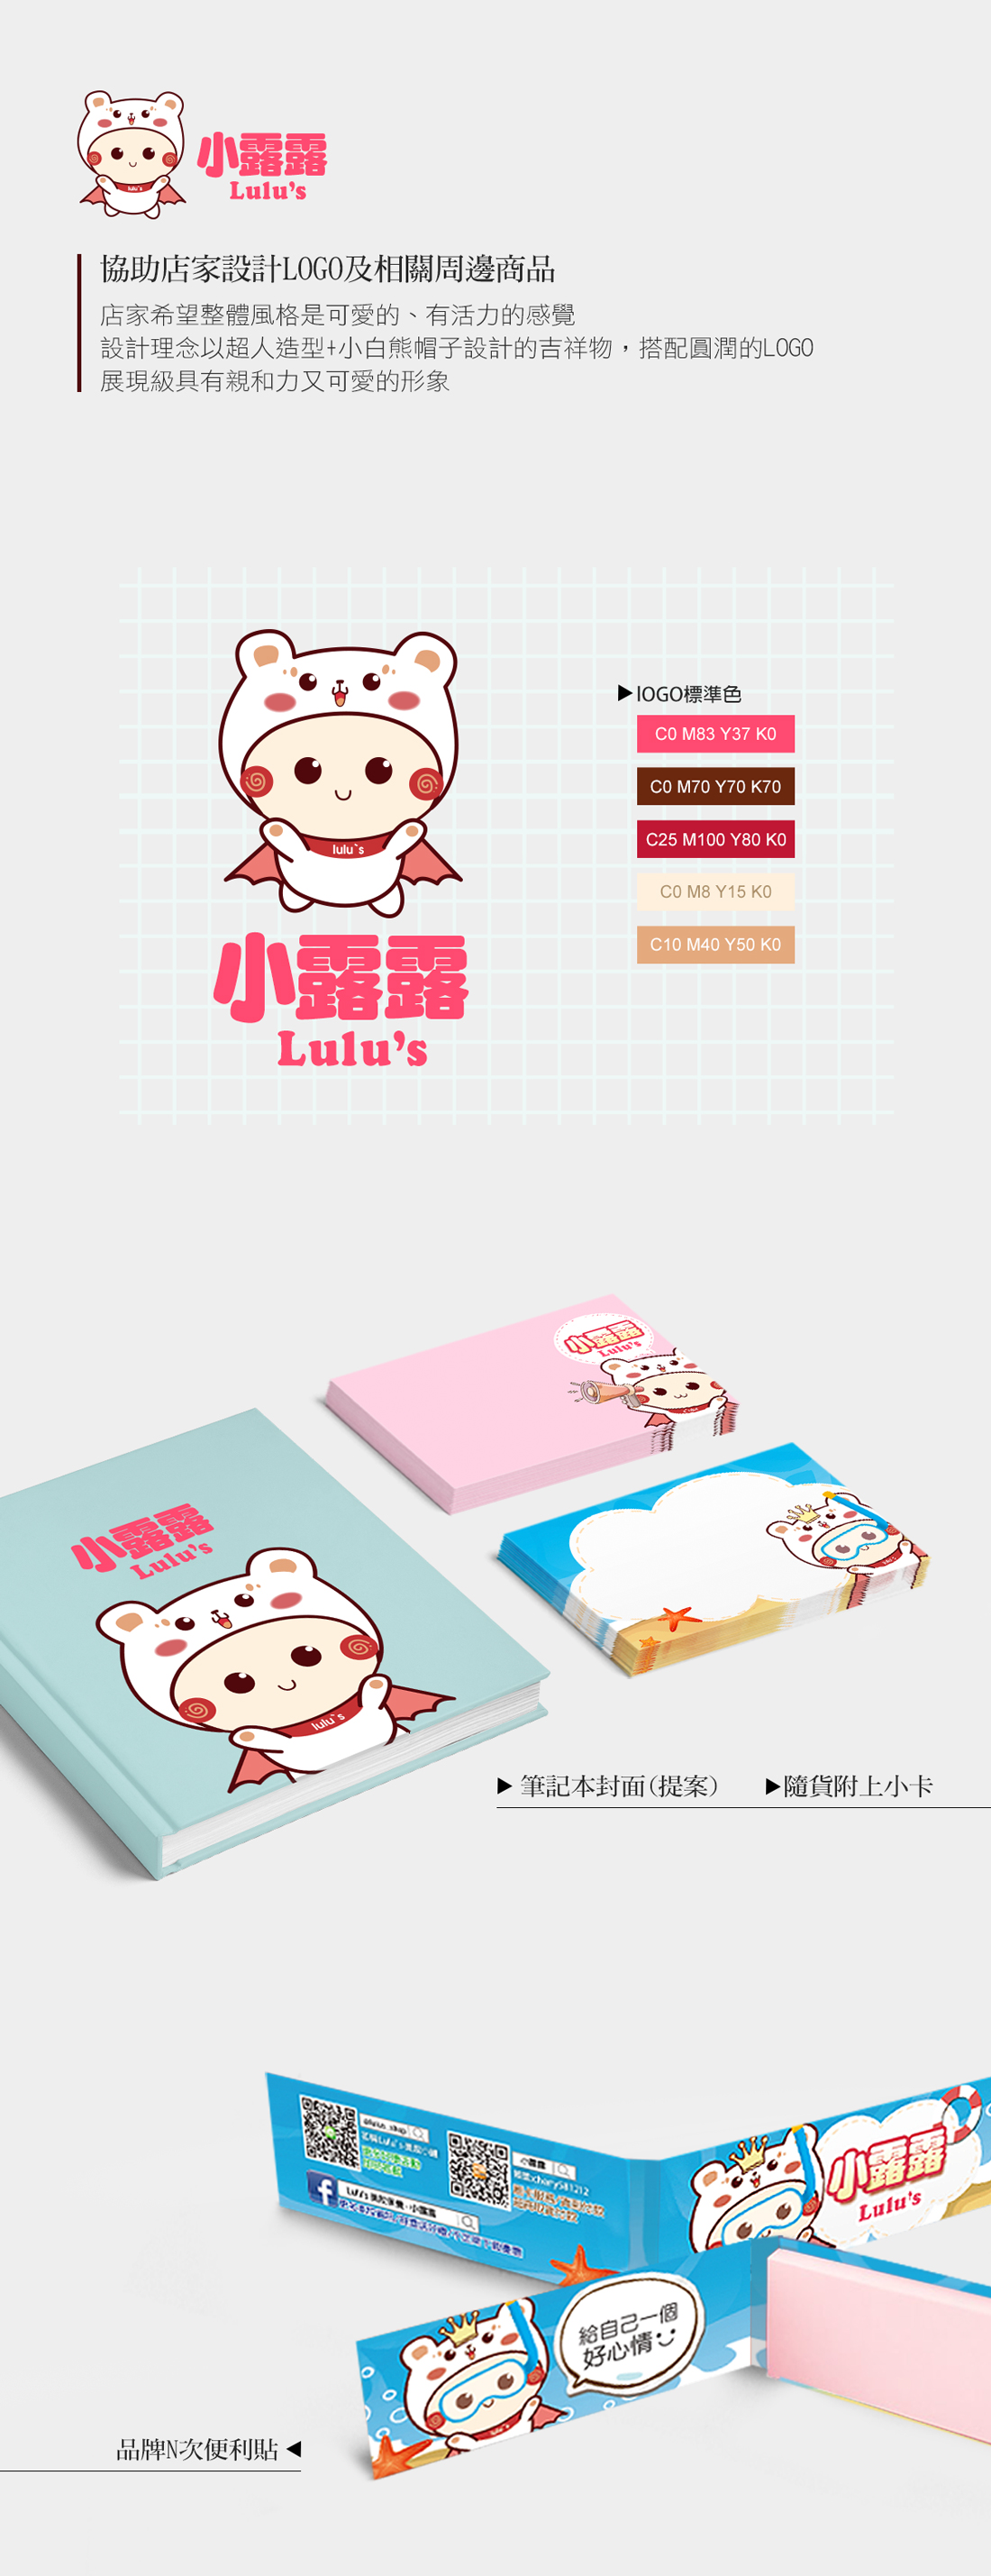 lulu`s
小露露
Lulu's
協助店家設計LOGO及相關周邊商品
店家希望整體風格是可愛的、有活力的感覺
設計理念以超人造型+小白熊帽子設計的吉祥物，搭配圓潤的LOGO
展現級具有親和力又可愛的形象
lulu`s
小露露
Lulu's
▶lOGO標準色
C0 M83 Y37 K0
C0 M70 Y70 K70
C25 M100 Y80 K0
C0 M8 Y15 K0
C10 M40 Y50 K0
小露露
Lulu's
小露露
Lulu's
lulu`s
▶ 筆記本封面(提案)
▶隨貨附上小卡
小露露
小露露
Lulu's
給自己一個
好心情
lulu`s
品牌N次便利貼 ◀